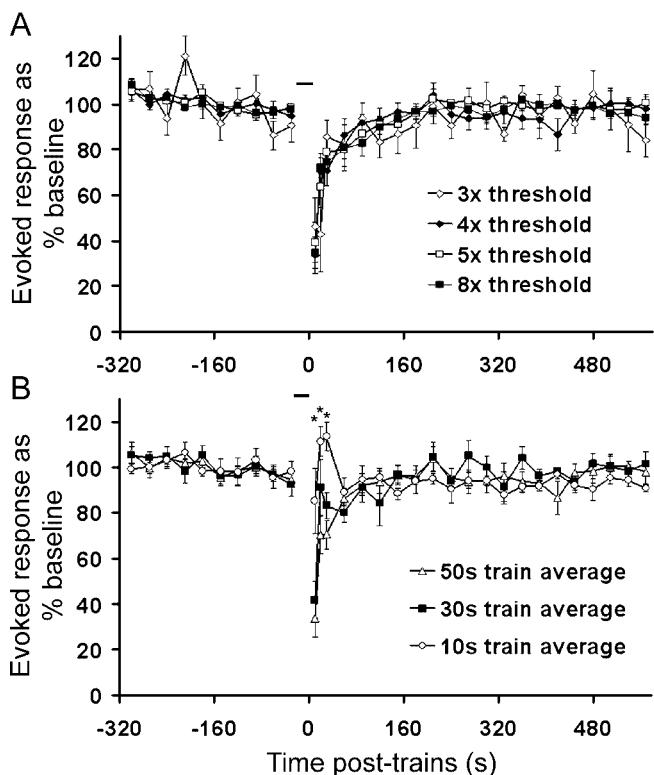 A
Evoked response as
% baseline
120
100
80
60
40
20
0
-320 -160 0 160 320 480
3x threshold
4x threshold
5x threshold
8x threshold
B
Evoked response as
% baseline
120
100
80
60
40
20
0
* * *
50s train average
30s train average
10s train average
-320 -160 0 160 320 480
Time post-trains (s)